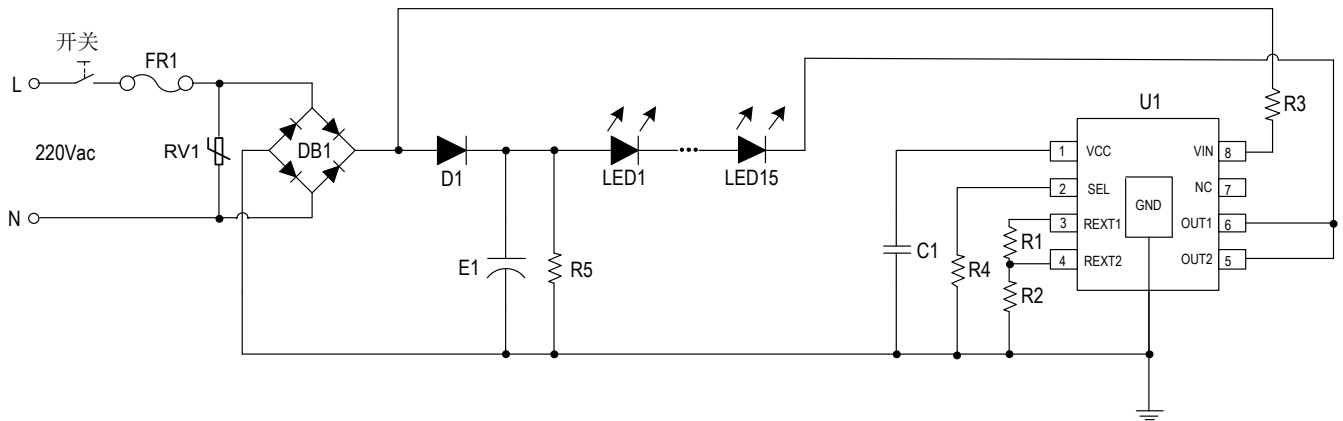 开关
FR1
L
220Vac
RV1
DB1
N
D1
E1
R5
LED1
LED15
C1
R4
R1
R2
U1
R3
1 VCC
2 SEL
3 REXT1
4 REXT2
GND
VIN 8
NC 7
OUT1 6
OUT2 5